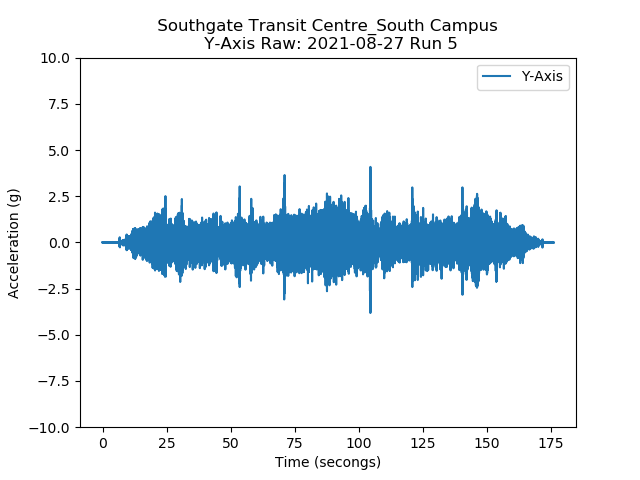 Southgate Transit Centre_South Campus
Y-Axis Raw: 2021-08-27 Run 5
Y-Axis
10.0
7.5
5.0
2.5
0.0
−2.5
−5.0
−7.5
−10.0
Acceleration (g)
0 25 50 75 100 125 150 175
Time (secongs)